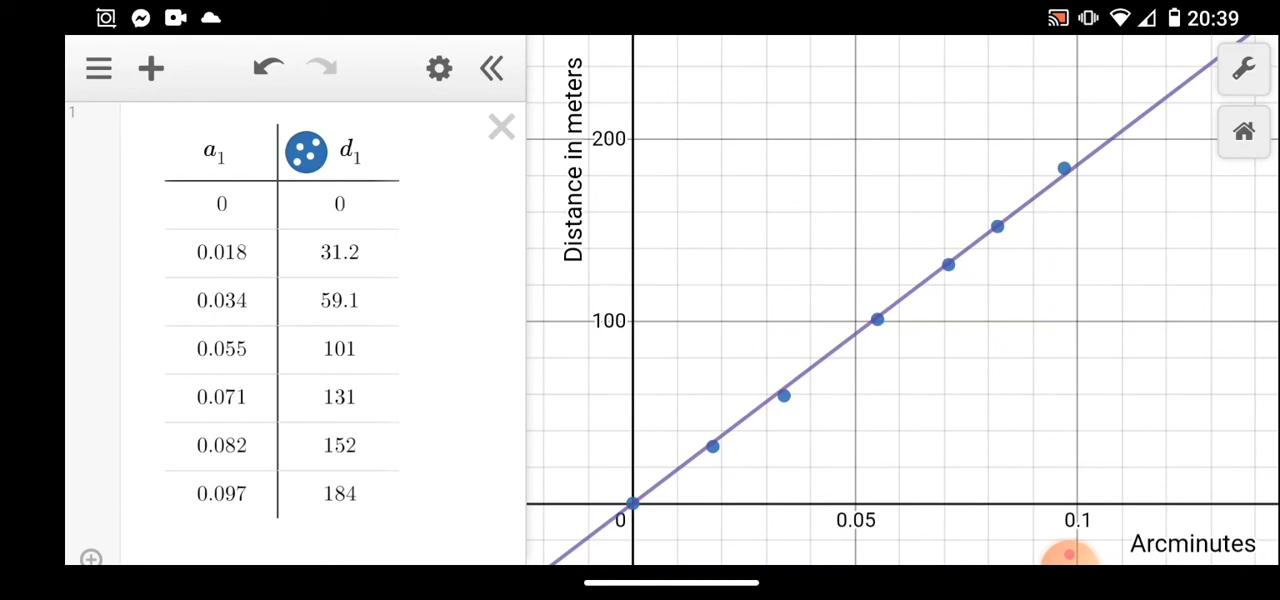 20:39
1
a1 d1
0 0
0.018 31.2
0.034 59.1
0.055 101
0.071 131
0.082 152
0.097 184
Distance in meters
200
100
0 0.05 0.1
Arcminutes